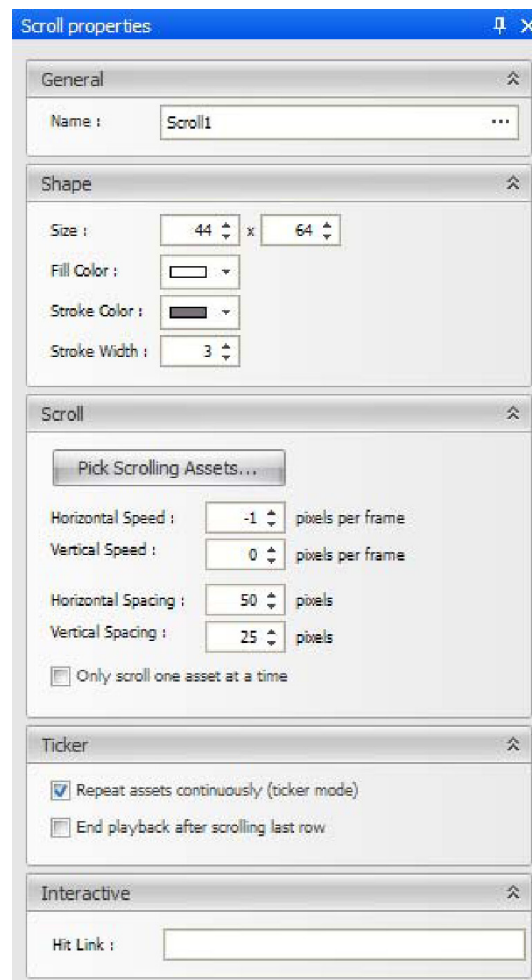 Scroll properties
General
Name : Scroll1 ...
Shape
Size : 44 x 64
Fill Color :
Stroke Color :
Stroke Width : 3
Scroll
Pick Scrolling Assets...
Horizontal Speed : -1 pixels per frame
Vertical Speed : 0 pixels per frame
Horizontal Spacing : 50 pixels
Vertical Spacing : 25 pixels
Only scroll one asset at a time
Ticker
Repeat assets continuously (ticker mode)
End playback after scrolling last row
Interactive
Hit Link :